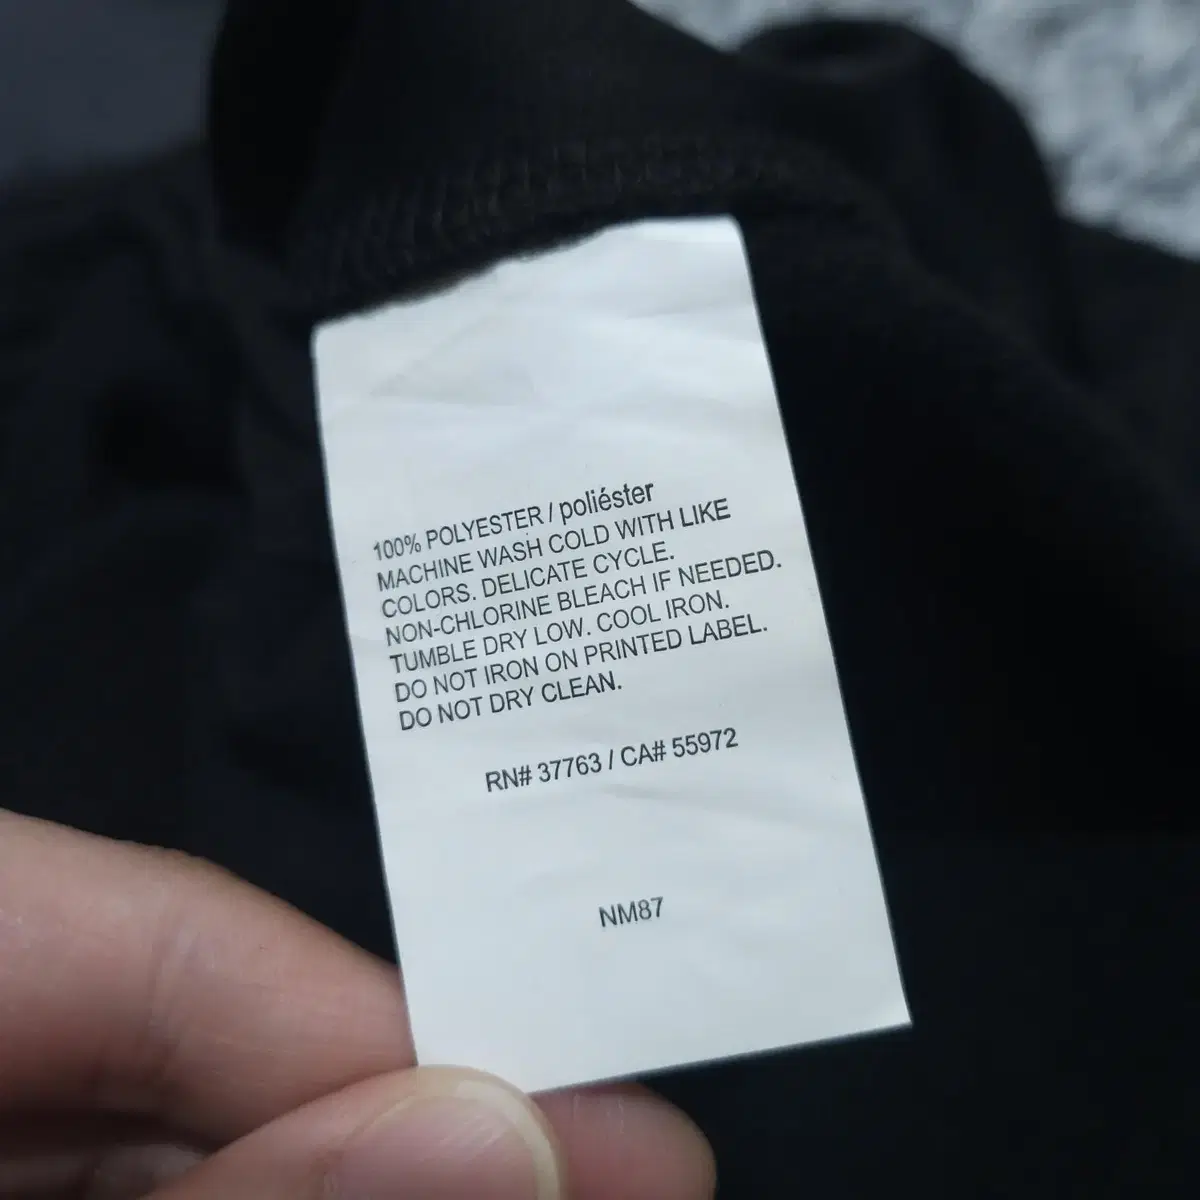 100% POLYESTER / poliéster
MACHINE WASH COLD WITH LIKE
COLORS. DELICATE CYCLE.
NON-CHLORINE BLEACH IF NEEDED.
TUMBLE DRY LOW. COOL IRON.
DO NOT IRON ON PRINTED LABEL.
DO NOT DRY CLEAN.
RN# 37763 / CA# 55972
NM87